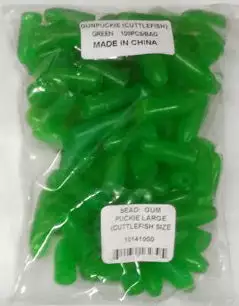 GUMPUCKIE (CUTTLEFISH)
GREEN 100PCS/BAG
MADE IN CHINA
BEAD: GUM
PUCKIE LARGE
(CUTTLEFISH SIZE
10141000